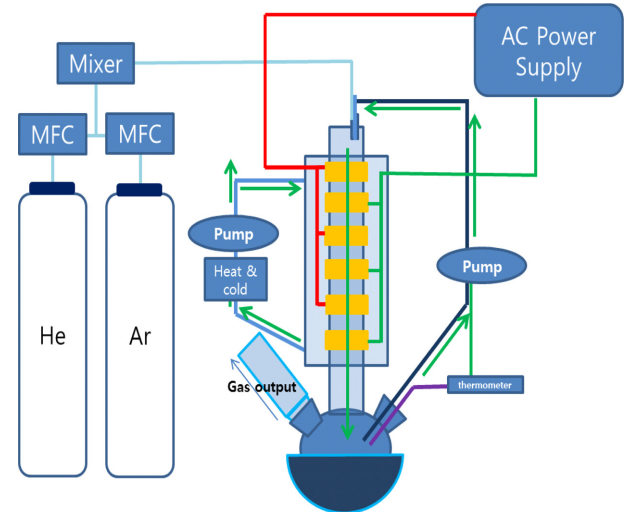 AC Power
Supply
Mixer
MFC
MFC
Pump
Heat &
cold
Pump
He
Ar
Gas output
thermometer